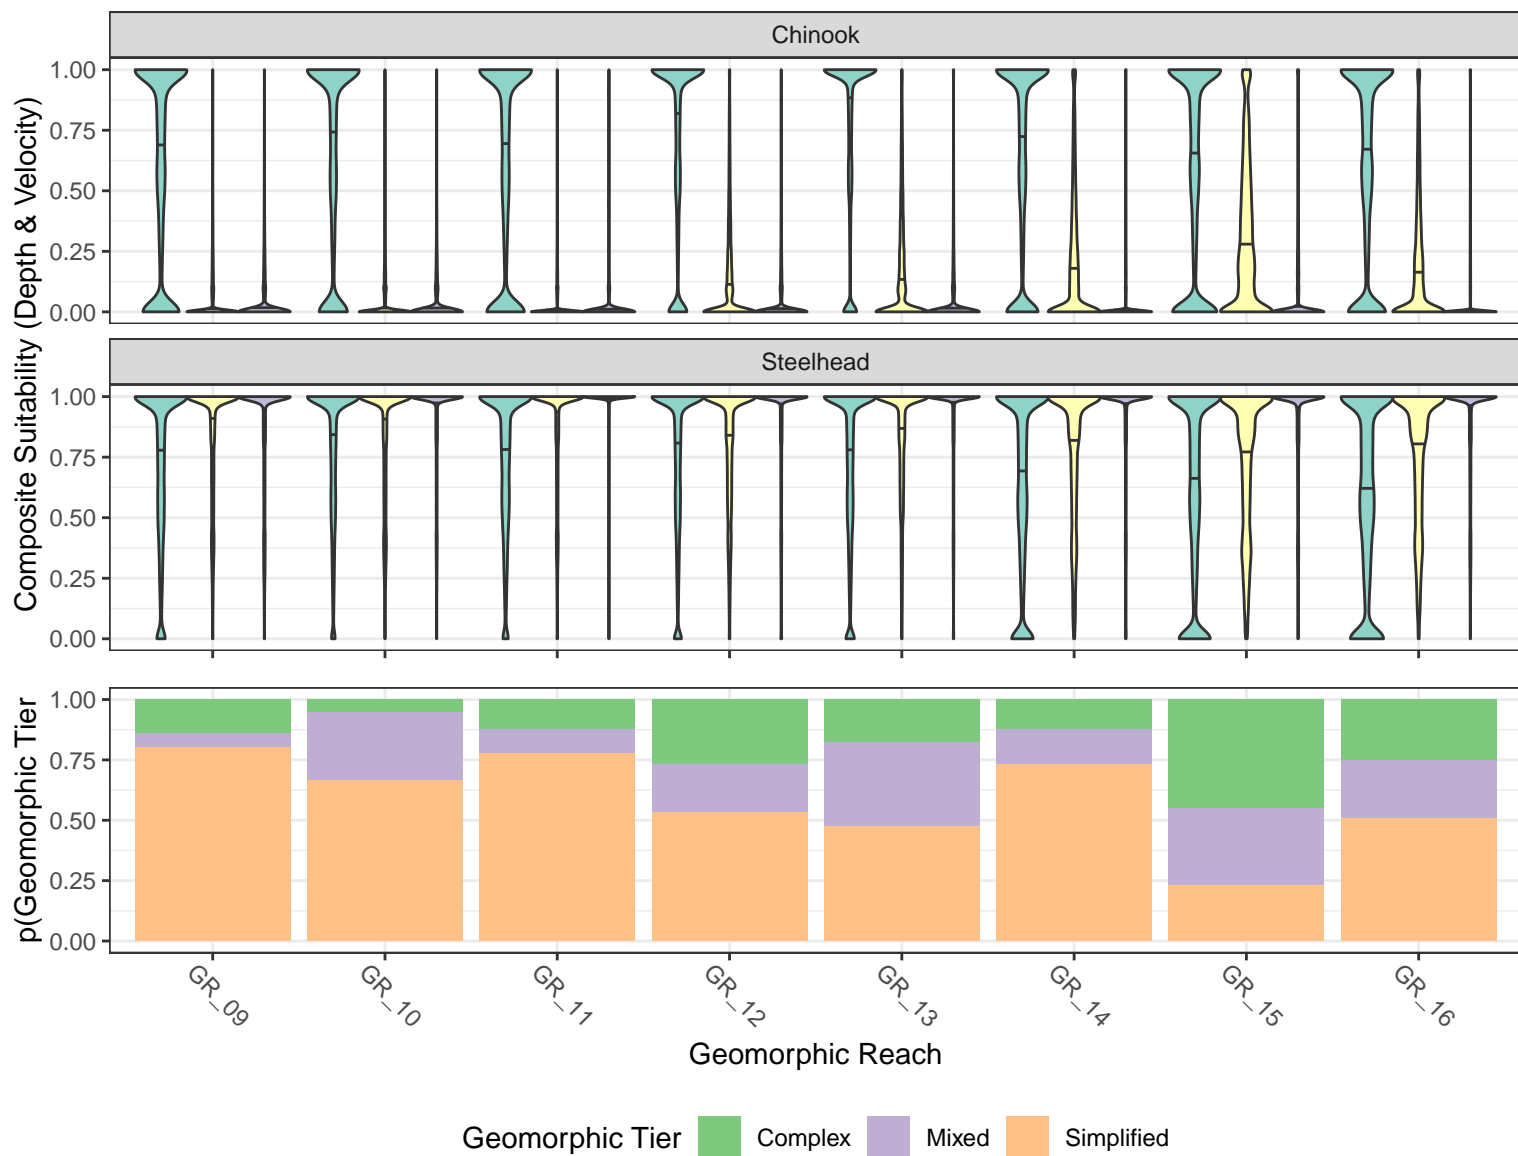 Chinook
1.00
0.75
0.50
0.25
0.00
Composite Suitability (Depth & Velocity)
Steelhead
1.00
0.75
0.50
0.25
0.00
p(Geomorphic Tier
1.00
0.75
0.50
0.25
0.00
GR_09 GR_10 GR_11 GR_12 GR_13 GR_14 GR_15 GR_16
Geomorphic Reach
Geomorphic Tier Complex Mixed Simplified